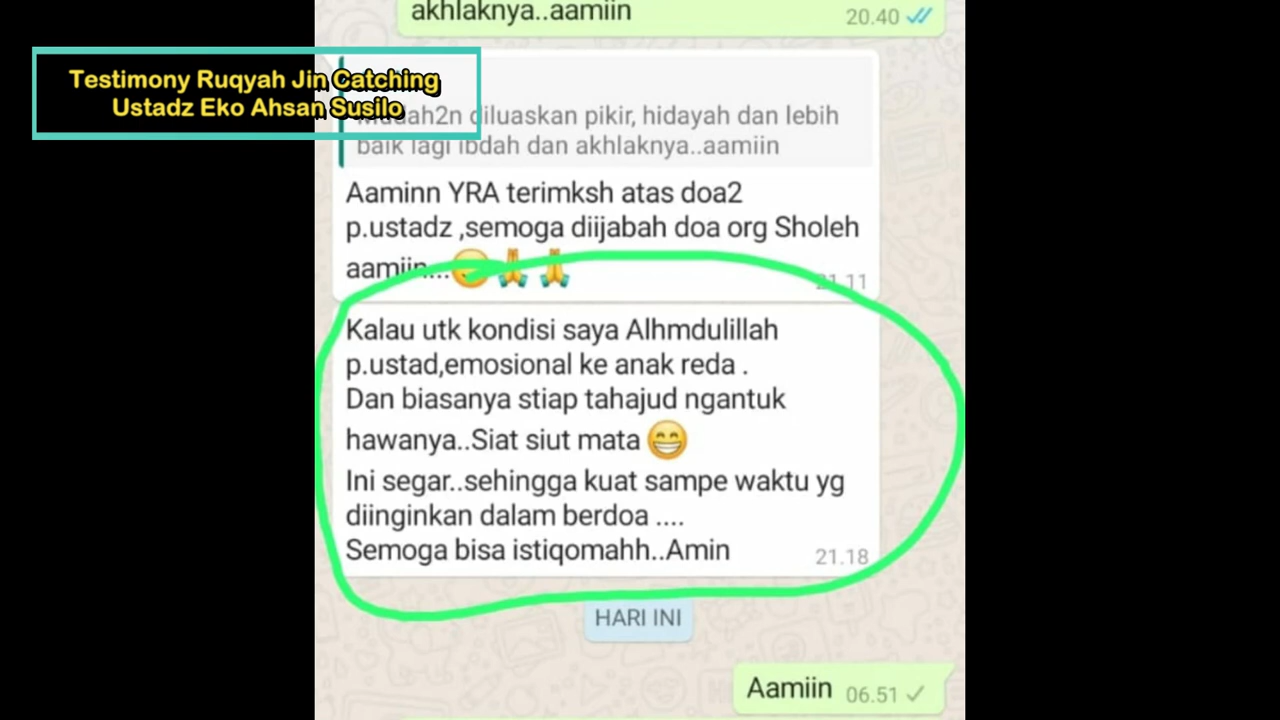 akhlaknya..aamiin
20.40
Testimony Ruqyah Jin Catching
Ustadz Eko Ahsan Susilo
diluaskan pikir, hidayah dan lebih
baik lagi ibdah dan akhlaknya..aamiin
Aaminn YRA terimksh atas doa2
p.ustadz ,semoga diijabah doa org Sholeh
aamiin...😊🙏🙏
21.11
Kalau utk kondisi saya Alhmdulillah
p.ustad,emosional ke anak reda .
Dan biasanya stiap tahajud ngantuk
hawanya..Siat siut mata 😁
Ini segar..sehingga kuat sampe waktu yg
diinginkan dalam berdoa ....
Semoga bisa istiqomahh..Amin
21.18
HARI INI
Aamiin 06.51